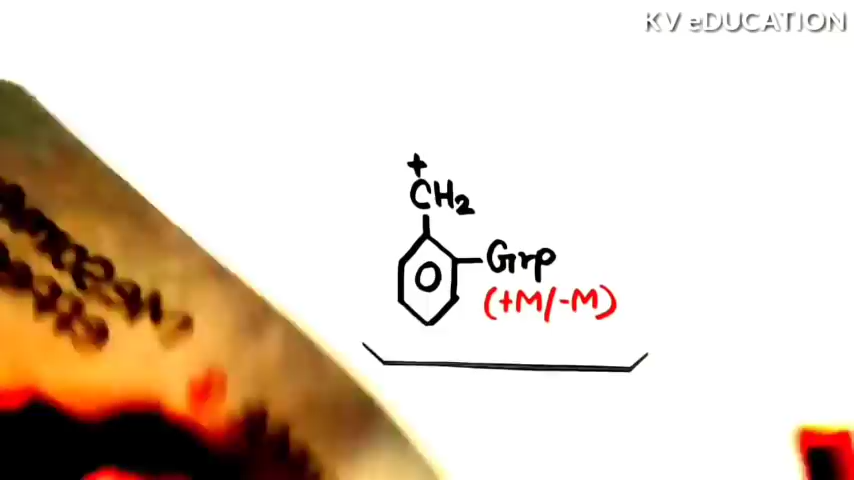 KV eDUCATION
+
CH2
Grp
(+M/-M)